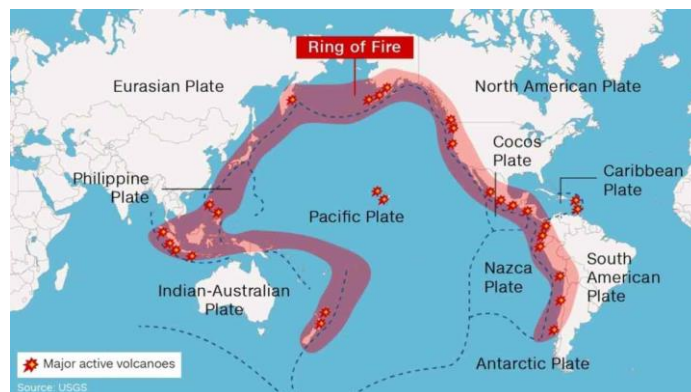 Ring of Fire
Eurasian Plate
North American Plate
Cocos
Plate
Caribbean
Plate
Philippine
Plate
Pacific Plate
Nazca
Plate
South
American
Plate
Indian-Australian
Plate
Antarctic Plate
Major active volcanoes
Source: USGS